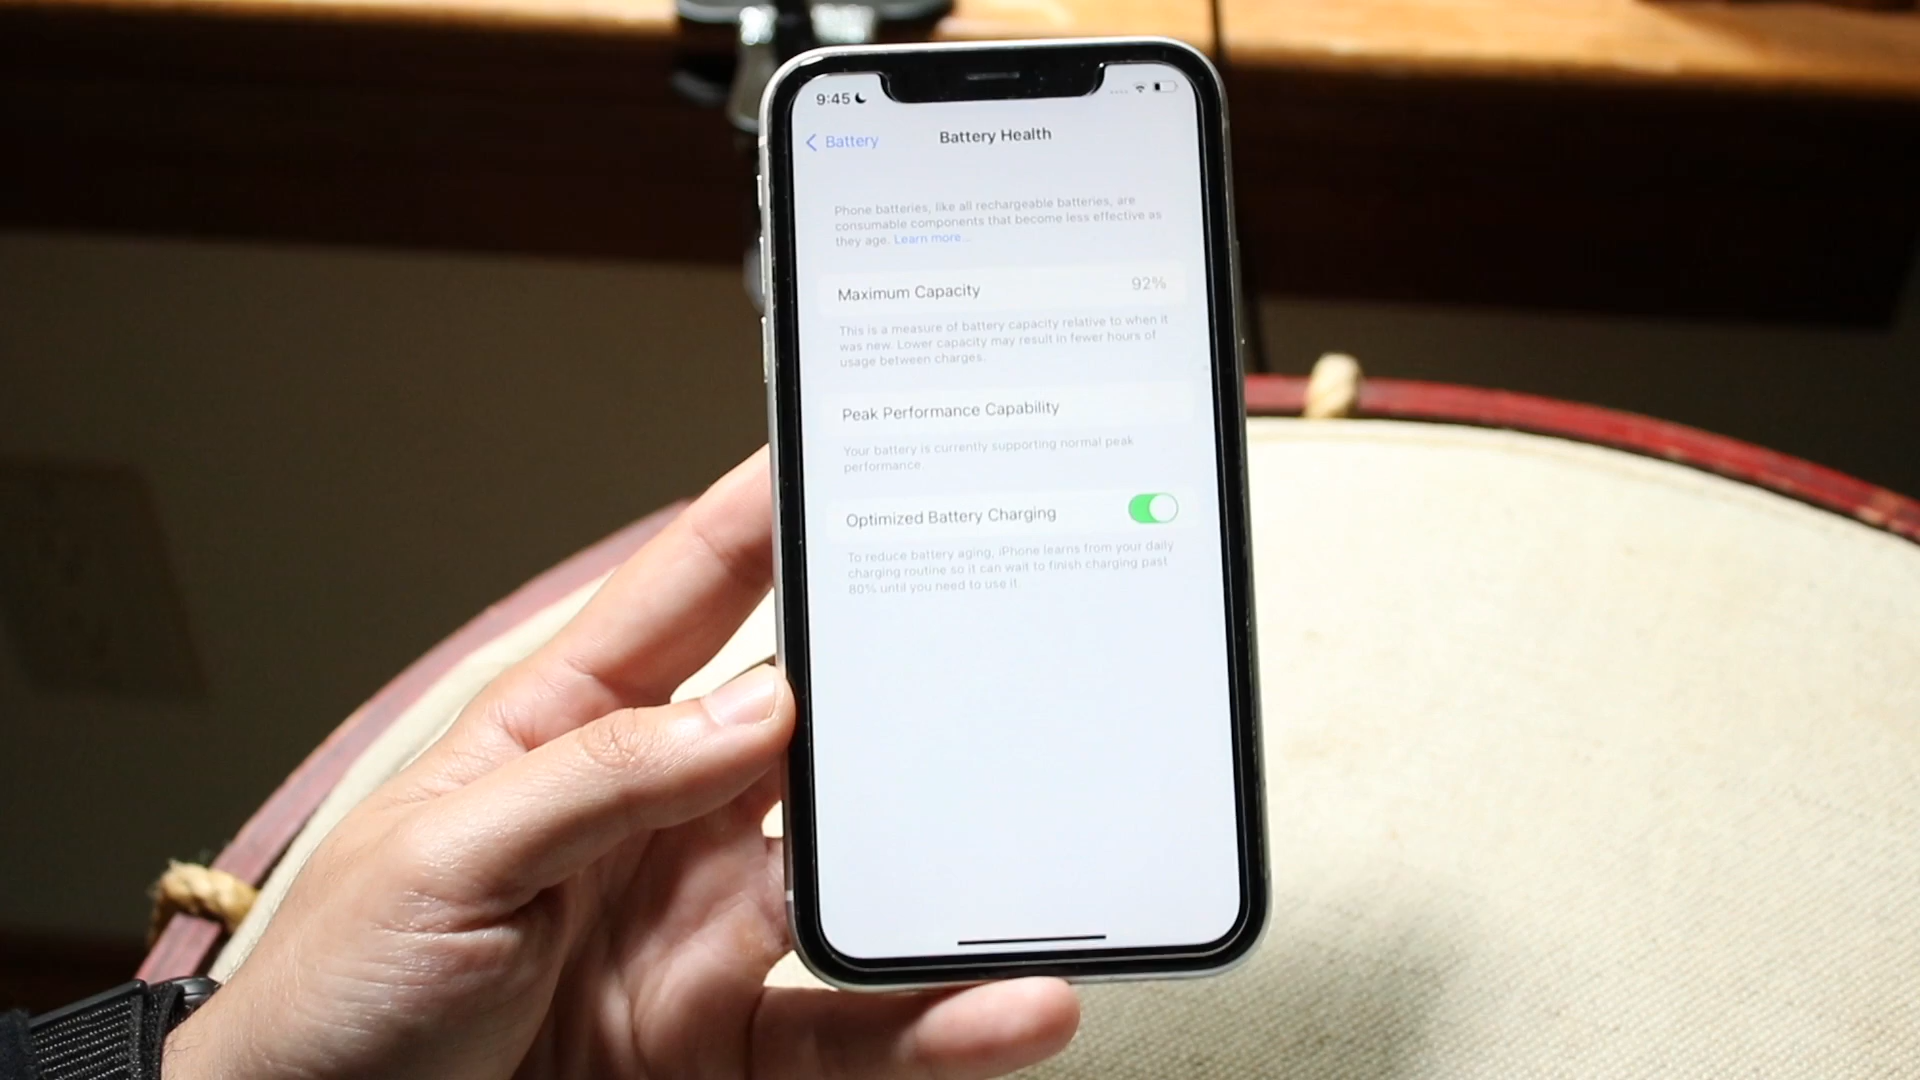 9:45
Battery
Battery Health
Phone batteries, like all rechargeable batteries, are
consumable components that become less effective as
they age. Learn more...
Maximum Capacity 92%
This is a measure of battery capacity relative to when it
was new. Lower capacity may result in fewer hours of
usage between charges.
Peak Performance Capability
Your battery is currently supporting normal peak
performance.
Optimized Battery Charging
To reduce battery aging, iPhone learns from your daily
charging routine so it can wait to finish charging past
80% until you need to use it.